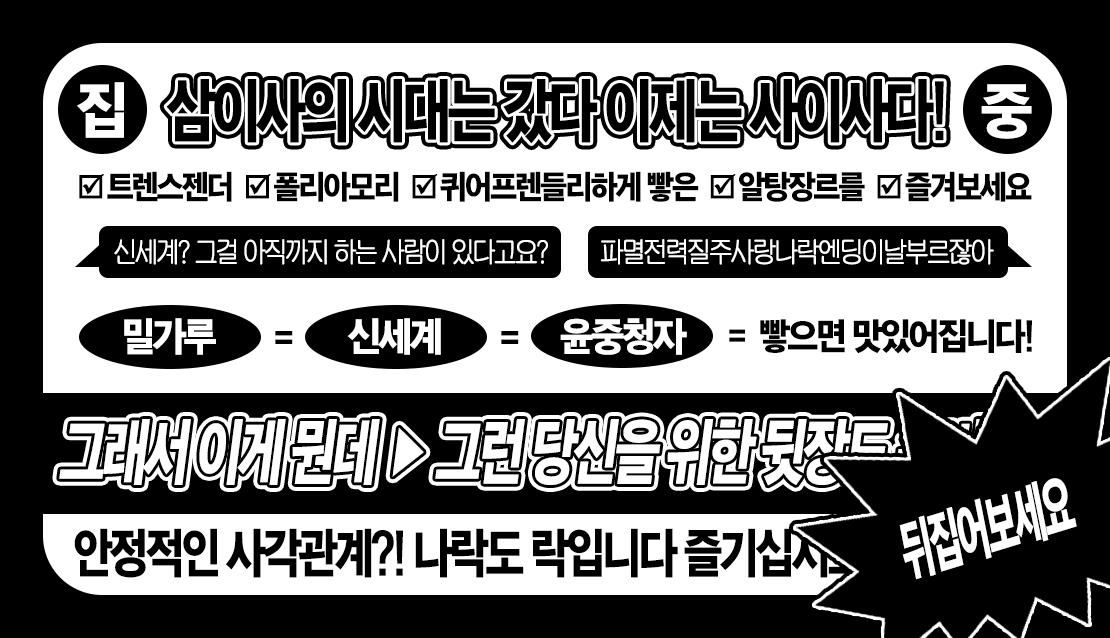 집 삼이사의 시대는 갔다 이제는 사이사다! 중
☑트렌스젠더 ☑폴리아모리 ☑퀴어프렌들리하게 빻은 ☑알탕장르를 ☑즐겨보세요
신세계? 그걸 아직까지 하는 사람이 있다고요? 파멸전력질주사랑나락엔딩이날부르잖아
밀가루 = 신세계 = 윤중청자 = 빻으면 맛있어집니다!
그래서 이게 뭔데 ▶ 그런 당신을 위한
안정적인 사각관계?! 나락도 락입니다 즐기십시
뒤집어보세요